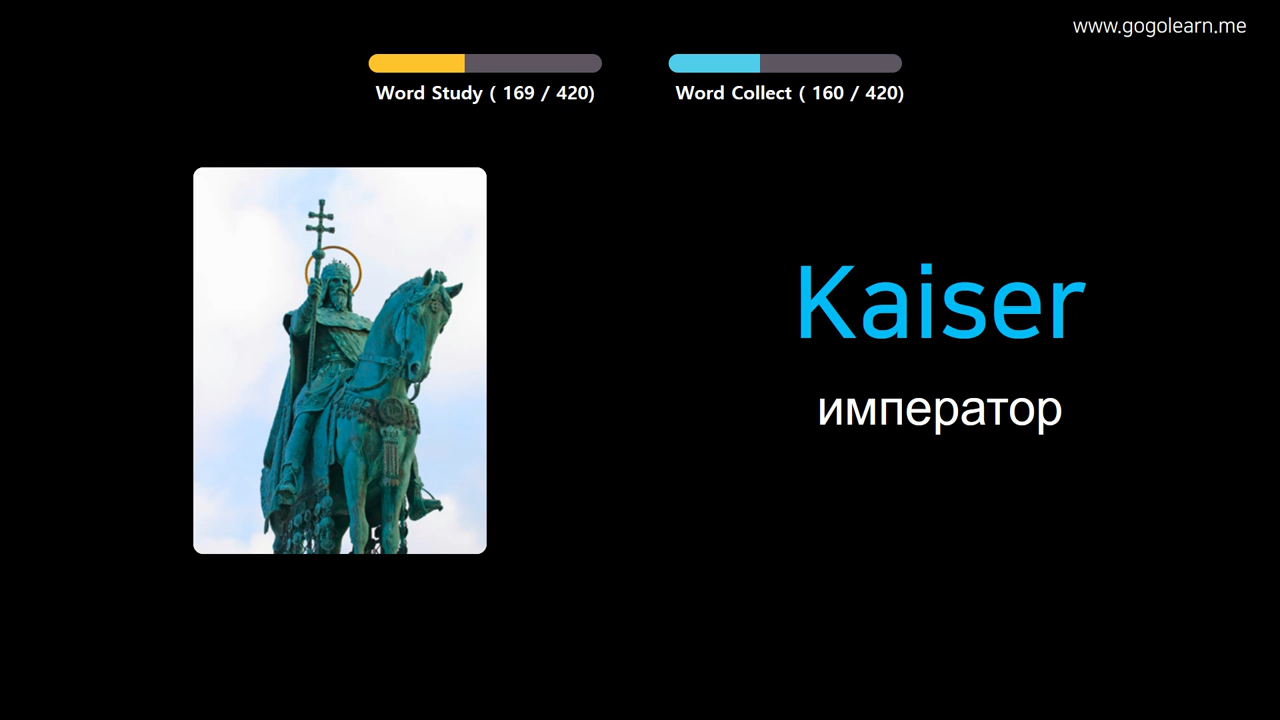 www.gogolearn.me
Word Study ( 169 / 420)
Word Collect ( 160 / 420)
Kaiser
император